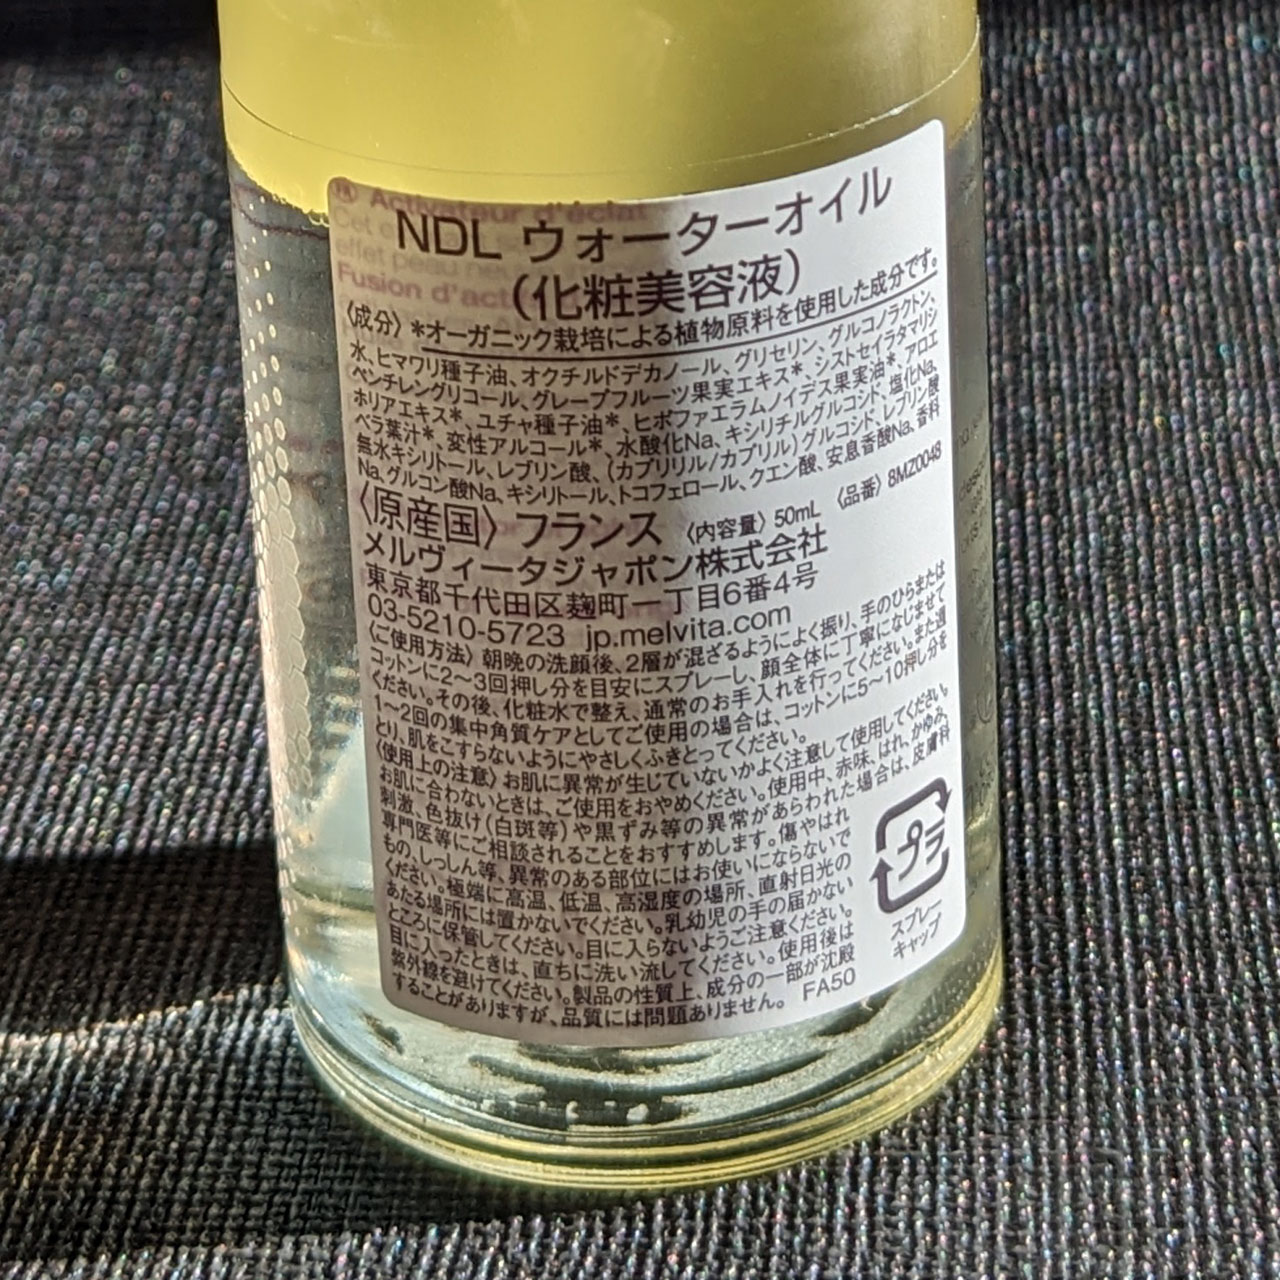 FR Activateur d'éclat
NDL ウォーターオイル
(化粧美容液)
Fusion d'act
〈成分〉 *オーガニック栽培による植物原料を使用した成分です。
水、ヒマワリ種子油、オクチルドデカノール、グリセリン、グルコノラクトン、
ペンチレングリコール、グレープフルーツ果実エキス*、シストセイラタマリシ
ホリアエキス*、ユチャ種子油*、ヒポファエラムノイデス果実油*、アロエ
ベラ葉汁*、変性アルコール*、水酸化Na、キシリチルグルコシド、塩化Na、
無水キシリトール、レブリン酸、(カプリリル/カプリル)グルコシド、レブリン酸
Na、グルコン酸Na、キシリトール、トコフェロール、クエン酸、安息香酸Na、香料
〈原産国〉フランス 〈内容量〉50mL 〈品番〉8MZ0048
メルヴィータジャポン株式会社
東京都千代田区麹町一丁目6番4号
03-5210-5723 jp.melvita.com
〈ご使用方法〉朝晩の洗顔後、2層が混ざるようによく振り、手のひらまたは
コットンに2〜3回押し分を目安にスプレーし、顔全体に丁寧になじませて
ください。その後、化粧水で整え、通常のお手入れを行ってください。また週
1〜2回の集中角質ケアとしてご使用の場合は、コットンに5〜10押し分を
とり、肌をこすらないようにやさしくふきとってください。
〈使用上の注意〉お肌に異常が生じていないかよく注意して使用してください。
お肌に合わないときは、ご使用をおやめください。使用中、赤味、はれ、かゆみ、
刺激、色抜け(白斑等)や黒ずみ等の異常があらわれた場合は、皮膚科
専門医等にご相談されることをおすすめします。傷やはれ
もの、しっしん等、異常のある部位にはお使いにならないで
ください。極端に高温、低温、高湿度の場所、直射日光の
あたる場所には置かないでください。乳幼児の手の届かない
ところに保管してください。目に入らないようご注意ください。
目に入ったときは、直ちに洗い流してください。使用後は
紫外線を避けてください。製品の性質上、成分の一部が沈殿
することがありますが、品質には問題ありません。 FA50
プラ
スプレー
キャップ